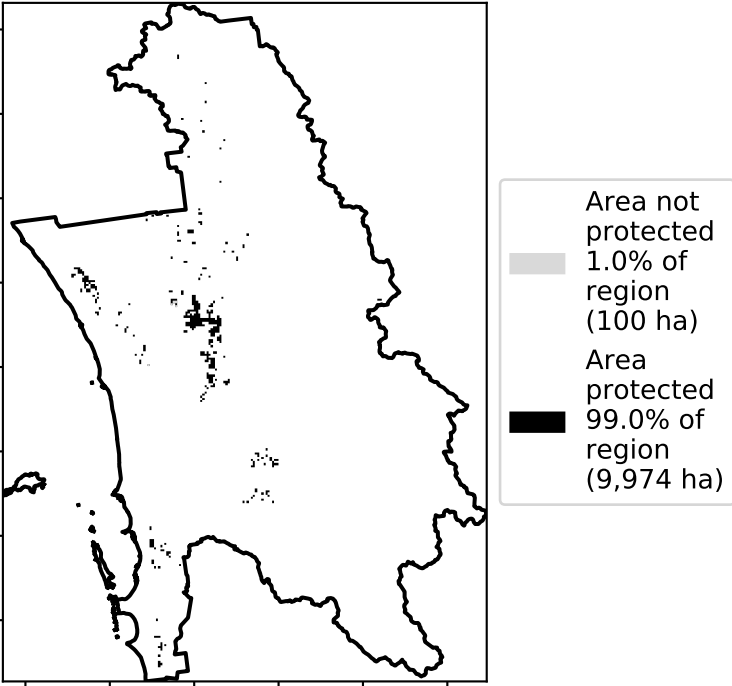 Area not
protected
1.0% of
region
(100 ha)
Area
protected
99.0% of
region
(9,974 ha)